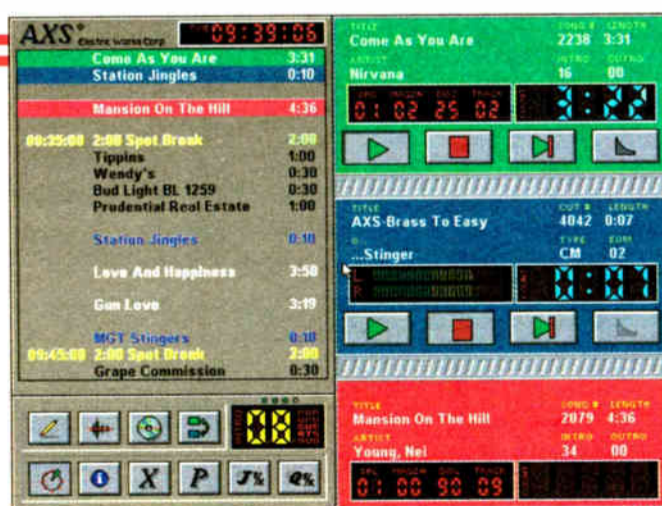 AXS
Electric Works Corp.
09:39:06
Come As You Are 3:31
Station Jingles 0:10
Mansion On The Hill 4:36
09:35:00 2:00 Spot Break 2:00
Tippins 1:00
Wendy's 0:30
Bud Light BL 1259 0:30
Prudential Real Estate 1:00
Station Jingles 0:10
Love And Happiness 3:50
Gun Love 3:19
MGT Stingers 0:10
09:45:00 2:00 Spot Break 2:00
Grape Commission 0:30
08
X P J% Q%
TITLE SONG # LENGTH
Come As You Are 2238 3:31
ARTIST INTRO OUTRO
Nirvana 16 00
01 02 25 02
3:22
TITLE CUT # LENGTH
AXS-Brass To Easy 4042 0:07
TYPE EOM
...Stinger CM 02
0:07
TITLE SONG # LENGTH
Mansion On The Hill 2079 4:36
ARTIST INTRO OUTRO
Young, Nei 34 00
01 00 90 09